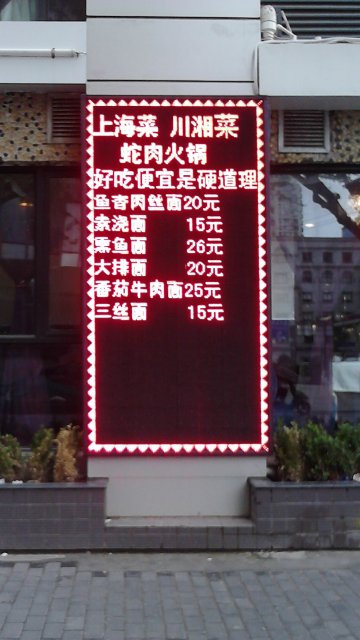 上海菜 川湘菜
蛇肉火锅
好吃便宜是硬道理
鱼杏肉丝面20元
素浇面 15元
熏鱼面 26元
大排面 20元
番茄牛肉面25元
三丝面 15元